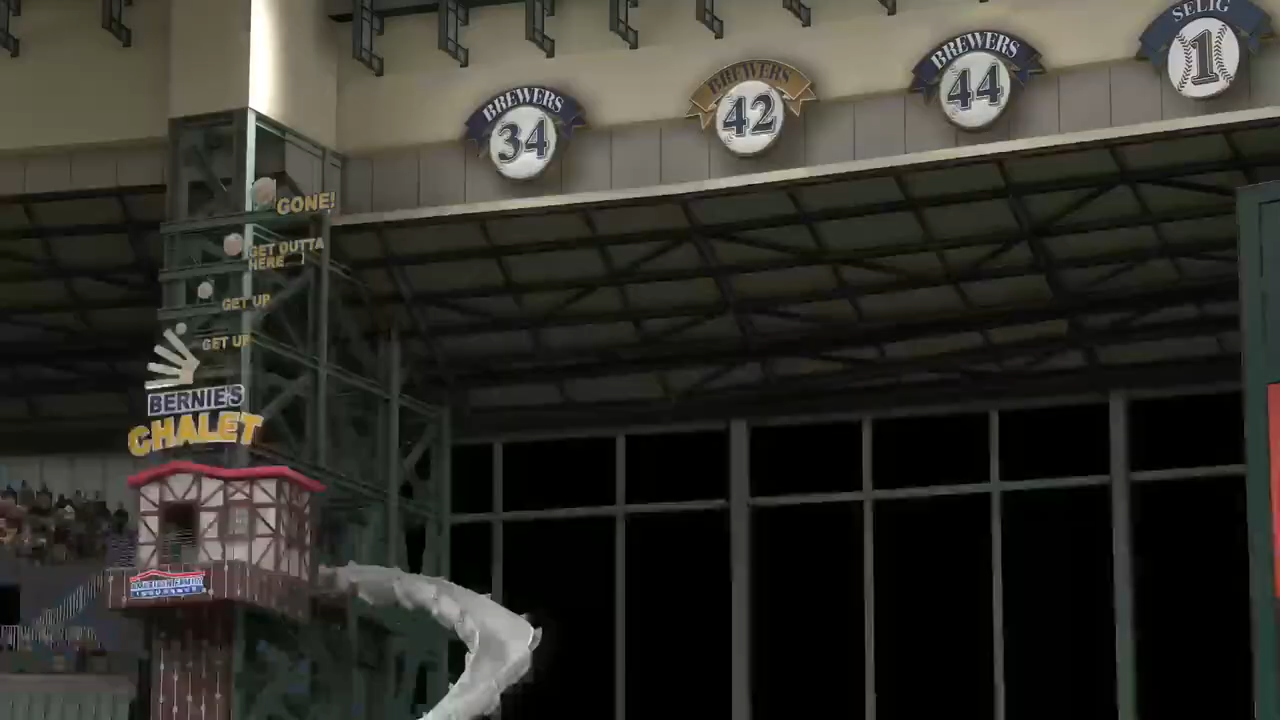 BREWERS
34
BREWERS
42
BREWERS
44
SELIG
1
GONE!
GET OUTTA
HERE
GET UP
GET UP
BERNIE'S
CHALET